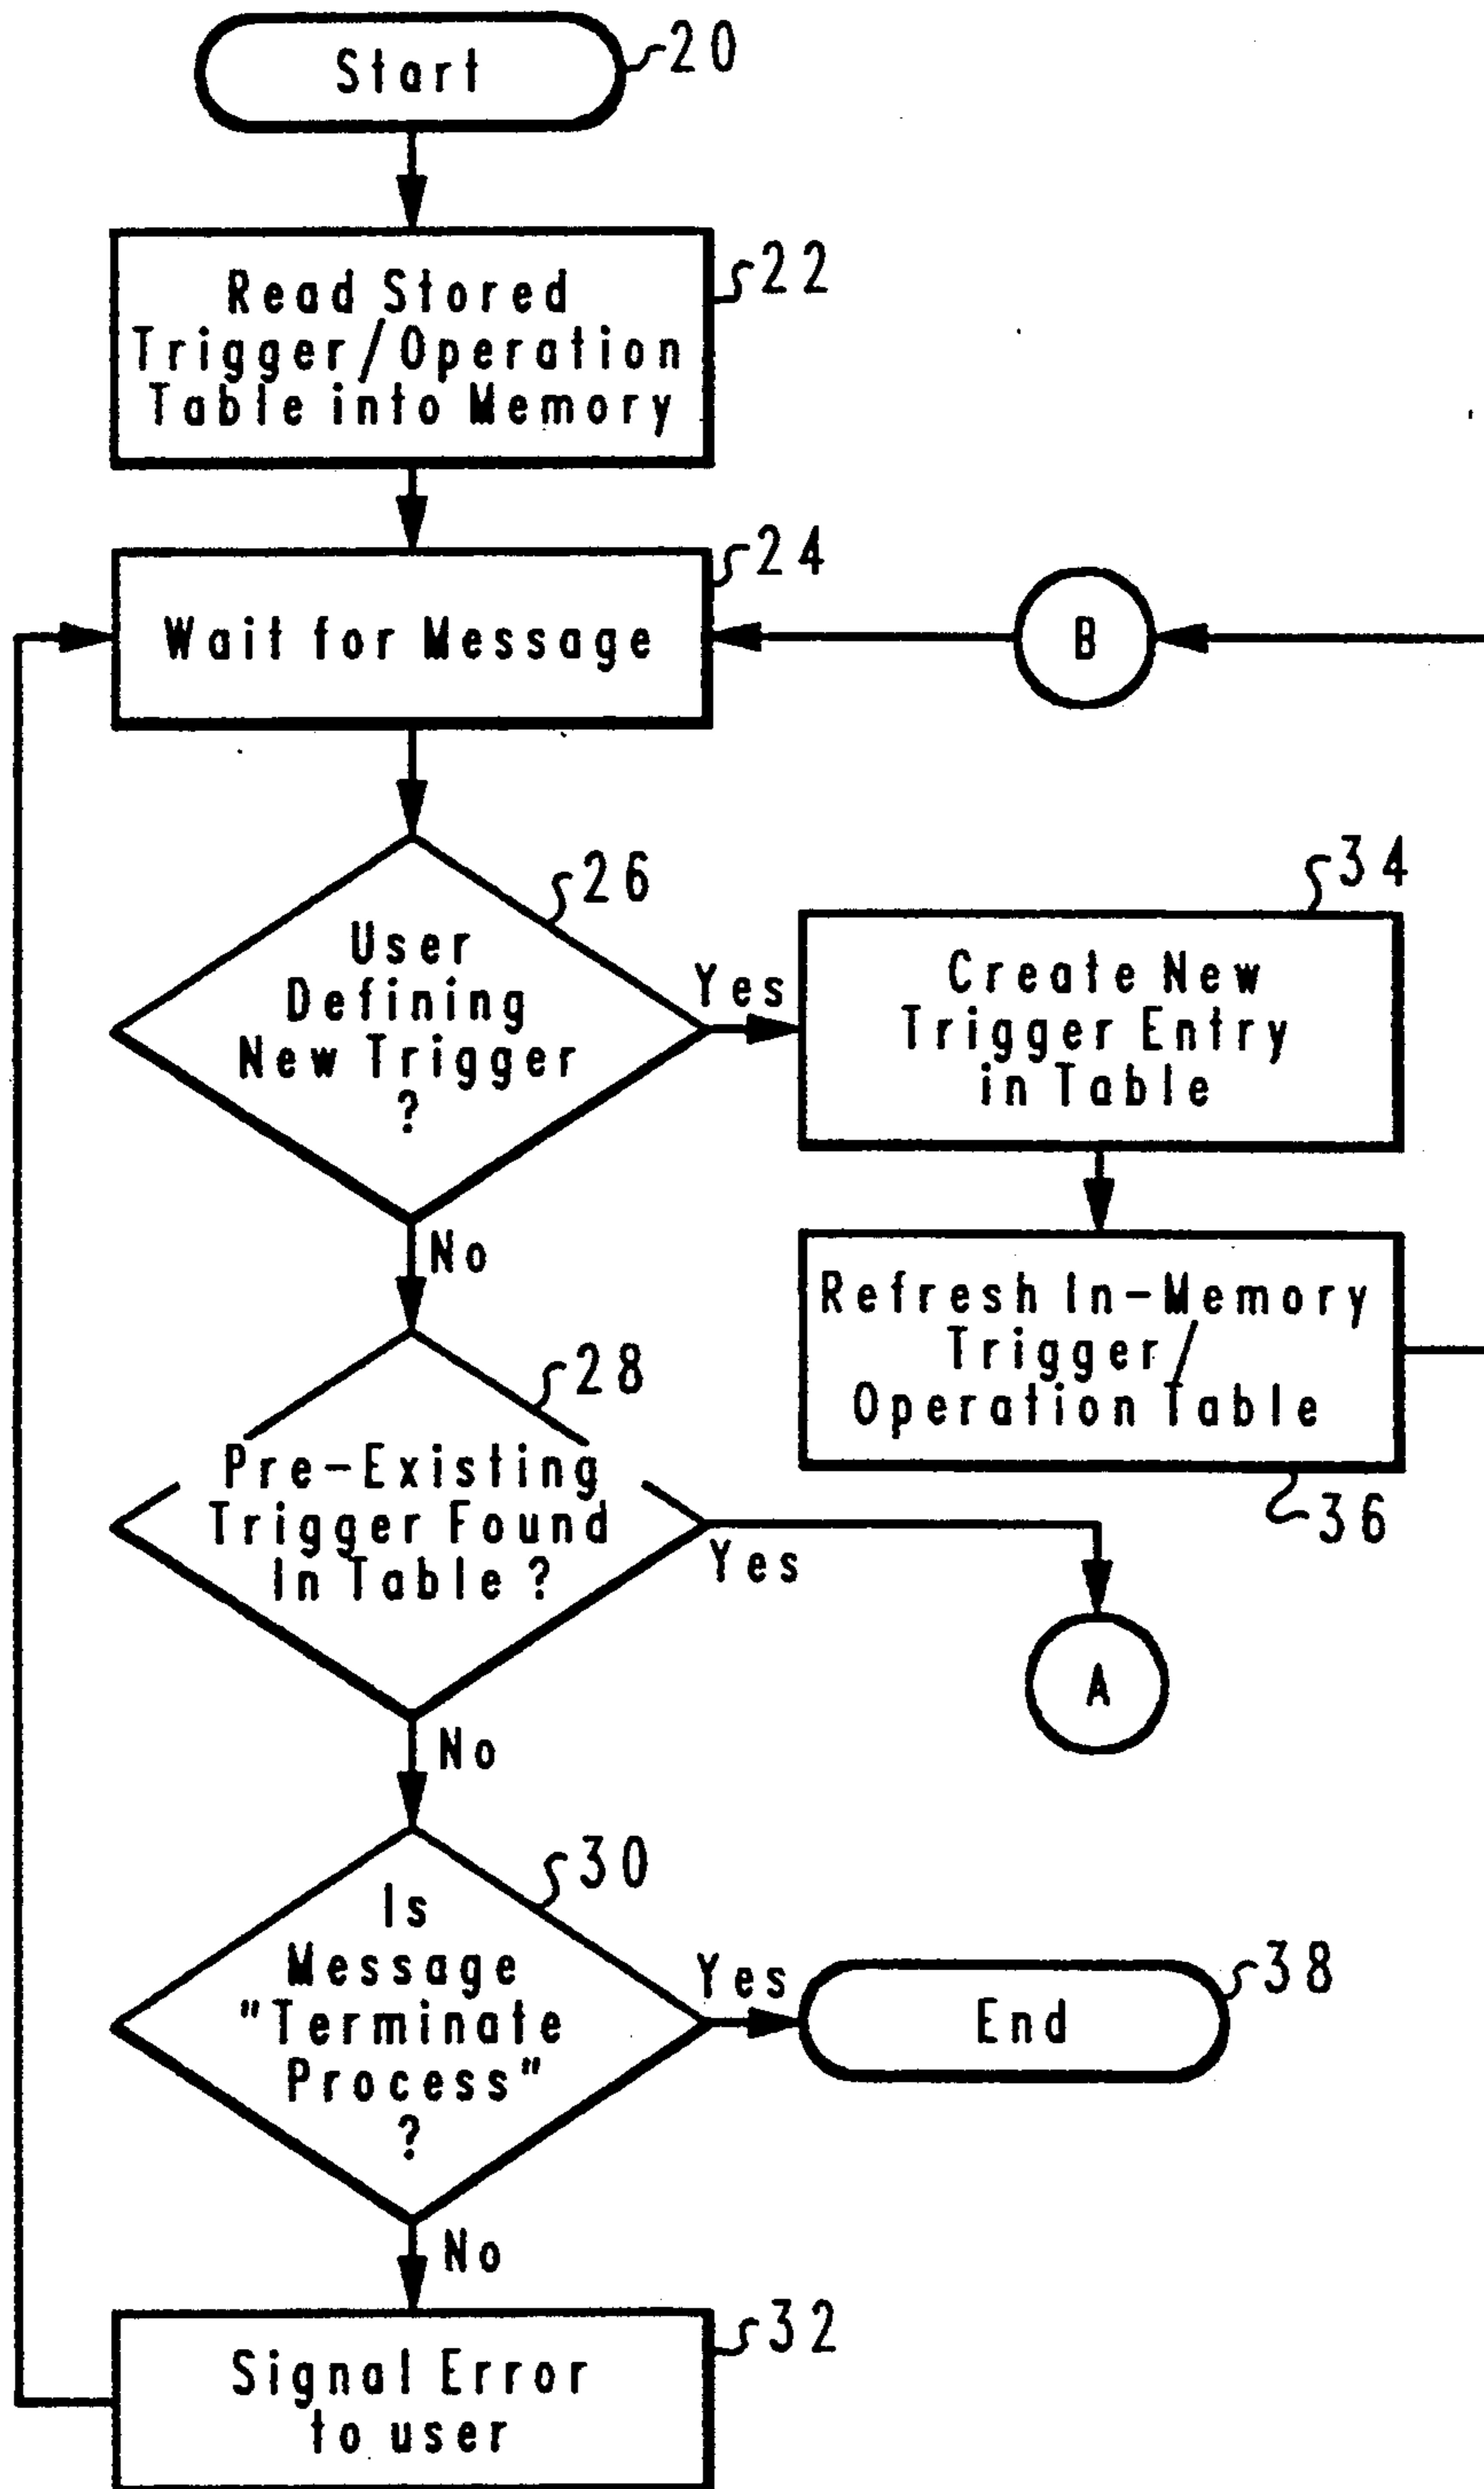 Start
20
Read Stored
Trigger/Operation
Table into Memory
22
Wait for Message
24
B
User
Defining
New Trigger
?
26
Yes
No
Create New
Trigger Entry
in Table
34
Refresh In-Memory
Trigger/
Operation Table
36
Pre-Existing
Trigger Found
In Table ?
28
Yes
No
A
Is
Message
"Terminate
Process"
?
30
Yes
No
End
38
Signal Error
to user
32